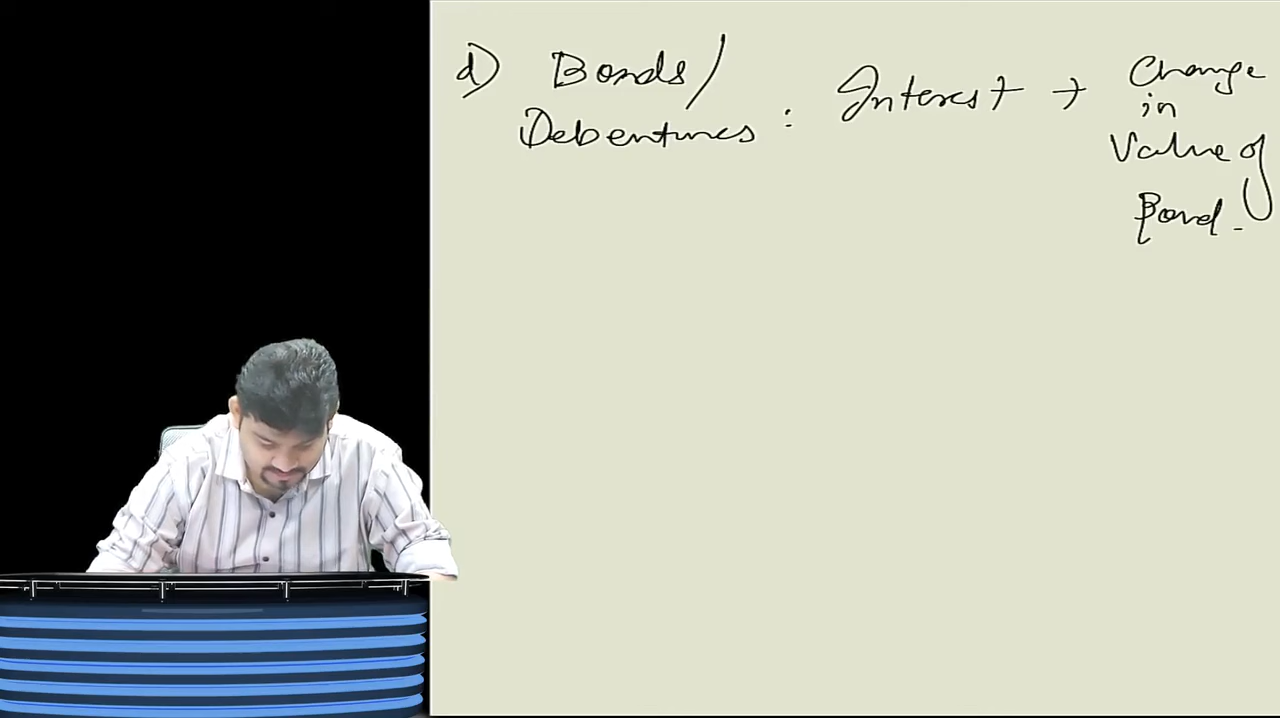 d) Bonds/
Debentures : Interest + Change
in
Value of
Bond.